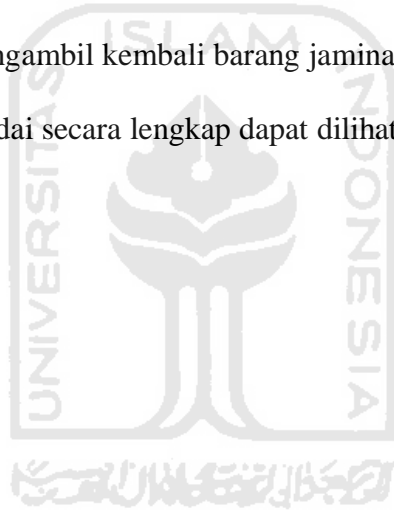 ISLAM
ngambil kembali barang jamina
dai secara lengkap dapat dilihat
UNIVERSITAS
INDONESIA